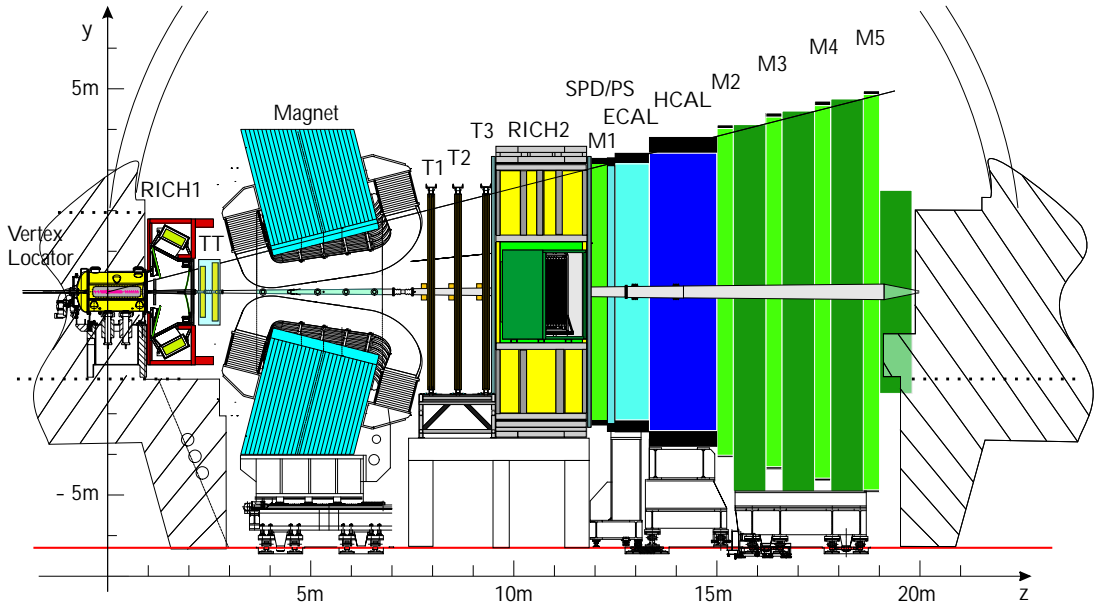 y
5m
M5
M4
M3
M2
SPD/PS
HCAL
ECAL
M1
Magnet
T3
RICH2
T2
T1
RICH1
TT
Vertex
Locator
- 5m
5m
10m
15m
20m
z